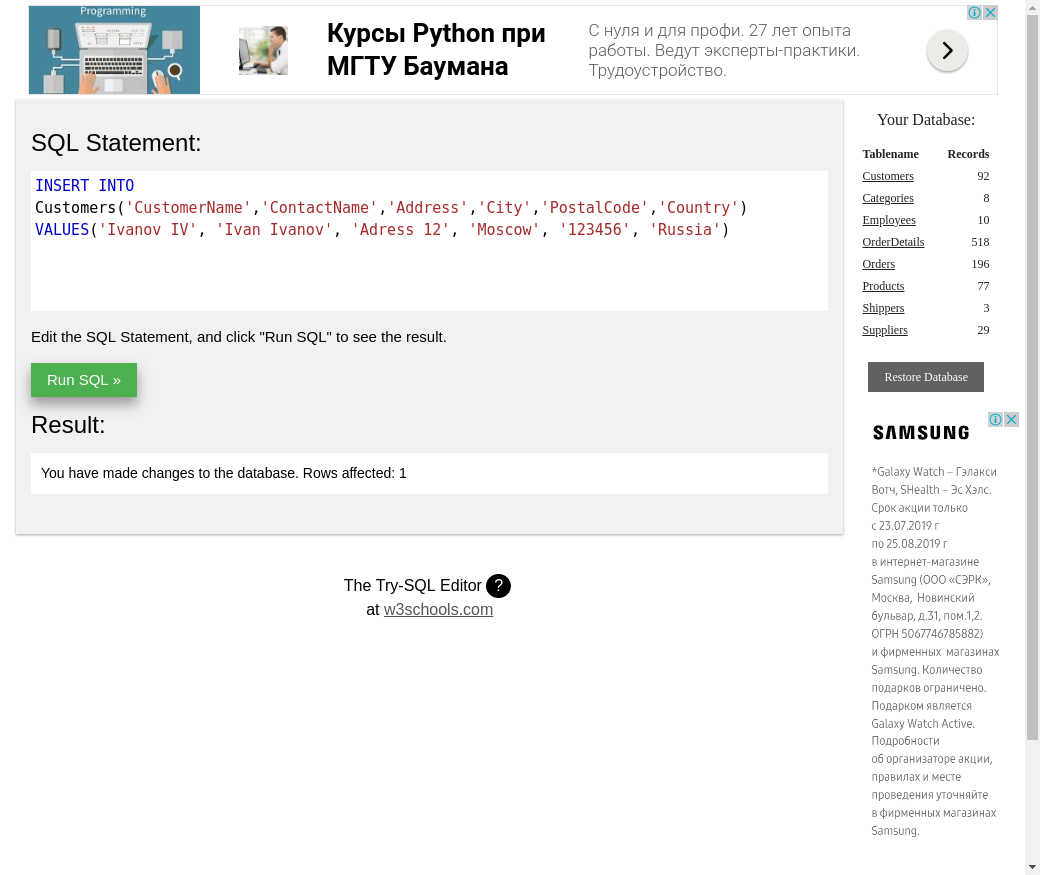 Programming
Курсы Python при
МГТУ Баумана
С нуля и для профи. 27 лет опыта
работы. Ведут эксперты-практики.
Трудоустройство.
SQL Statement:
INSERT INTO
Customers('CustomerName','ContactName','Address','City','PostalCode','Country')
VALUES('Ivanov IV', 'Ivan Ivanov', 'Adress 12', 'Moscow', '123456', 'Russia')
Edit the SQL Statement, and click "Run SQL" to see the result.
Run SQL »
Result:
You have made changes to the database. Rows affected: 1
The Try-SQL Editor ?
at w3schools.com
Your Database:
Tablename Records
Customers 92
Categories 8
Employees 10
OrderDetails 518
Orders 196
Products 77
Shippers 3
Suppliers 29
Restore Database
SAMSUNG
*Galaxy Watch – Гэлакси
Вотч, SHealth – Эс Хэлс.
Срок акции только
с 23.07.2019 г
по 25.08.2019 г
в интернет-магазине
Samsung (ООО «СЭРК»,
Москва, Новинский
бульвар, д.31, пом.1,2.
ОГРН 5067746785882)
и фирменных магазинах
Samsung. Количество
подарков ограничено.
Подарком является
Galaxy Watch Active.
Подробности
об организаторе акции,
правилах и месте
проведения уточняйте
в фирменных магазинах
Samsung.